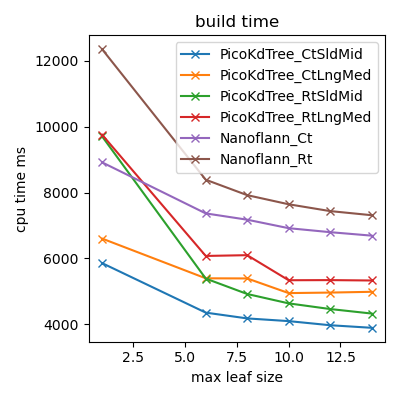 build time
PicoKdTree_CtSldMid
PicoKdTree_CtLngMed
PicoKdTree_RtSldMid
PicoKdTree_RtLngMed
Nanoflann_Ct
Nanoflann_Rt
12000
10000
8000
6000
4000
cpu time ms
2.5 5.0 7.5 10.0 12.5
max leaf size